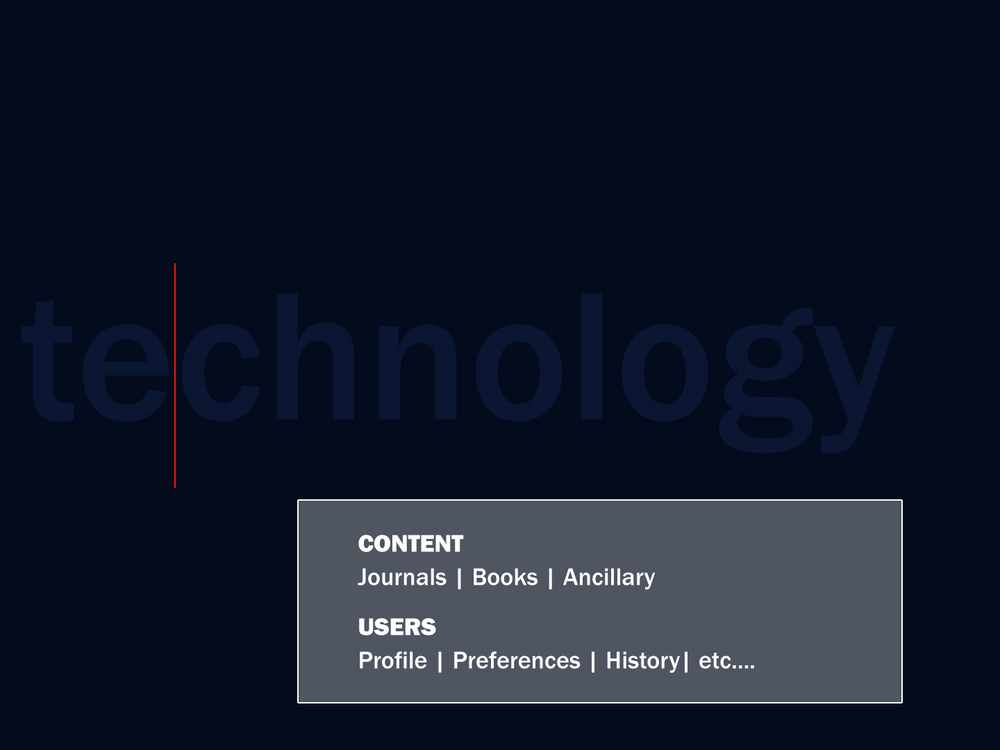 technology
CONTENT
Journals | Books | Ancillary
USERS
Profile | Preferences | History| etc....